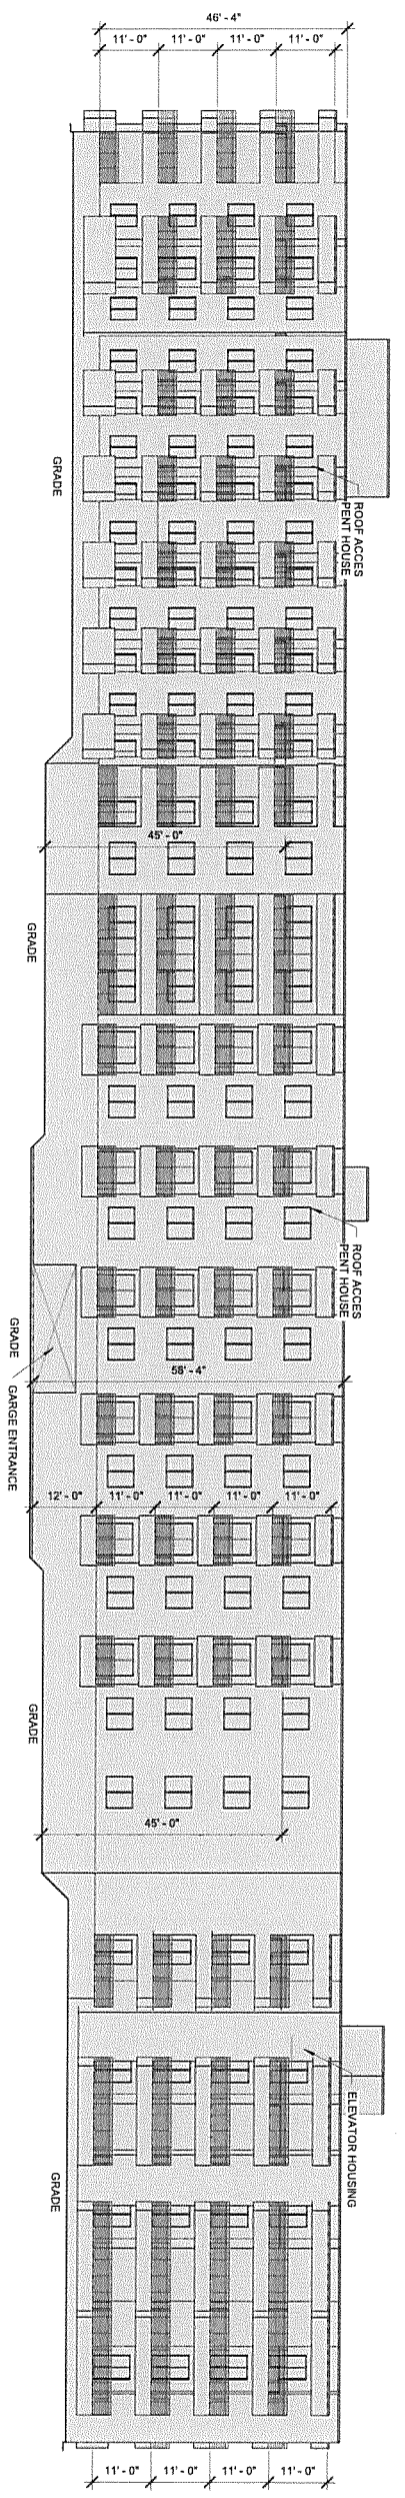 46' - 4"
11' - 0"
11' - 0"
11' - 0"
11' - 0"
GRADE
ROOF ACCES
PENT HOUSE
45' - 0"
GRADE
ROOF ACCES
PENT HOUSE
GRADE
GARGE ENTRANCE
58' - 4"
12' - 0"
11' - 0"
11' - 0"
11' - 0"
11' - 0"
GRADE
45' - 0"
ELEVATOR HOUSING
GRADE
11' - 0"
11' - 0"
11' - 0"
11' - 0"